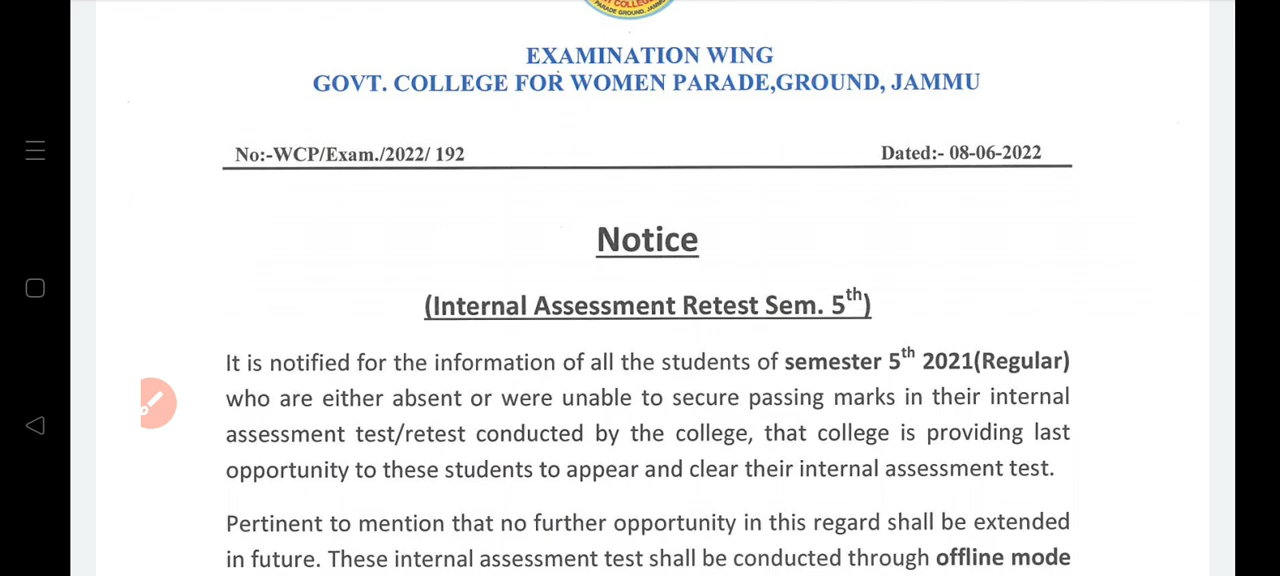 COLLEGE
PARADE GROUND, JAMMU
EXAMINATION WING
GOVT. COLLEGE FOR WOMEN PARADE,GROUND, JAMMU
No:-WCP/Exam./2022/ 192 Dated:- 08-06-2022
Notice
(Internal Assessment Retest Sem. 5th)
It is notified for the information of all the students of semester 5th 2021(Regular)
who are either absent or were unable to secure passing marks in their internal
assessment test/retest conducted by the college, that college is providing last
opportunity to these students to appear and clear their internal assessment test.
Pertinent to mention that no further opportunity in this regard shall be extended
in future. These internal assessment test shall be conducted through offline mode